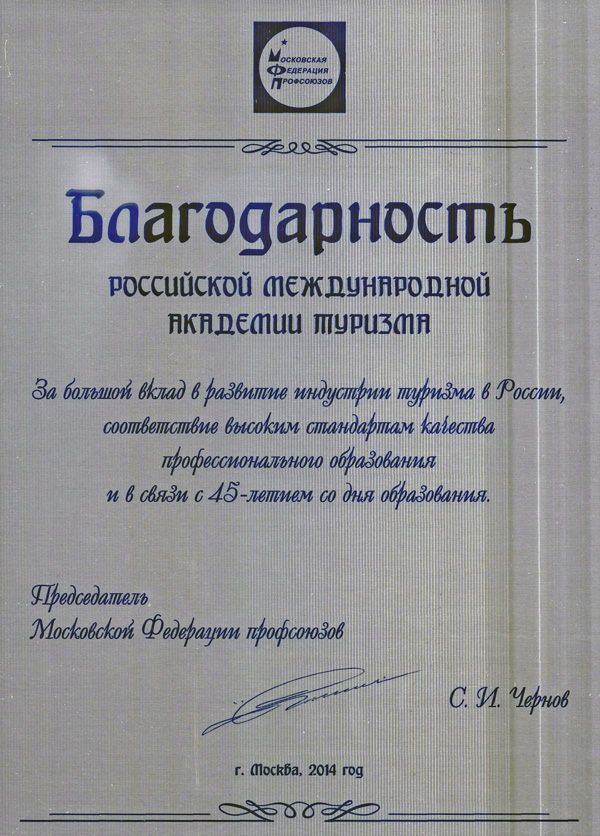 Московская
Федерация
Профсоюзов
Благодарность
РОССИЙСКОЙ МЕЖДУНАРОДНОЙ
АКАДЕМИИ ТУРИЗМА
За большой вклад в развитие индустрии туризма в России,
соответствие высоким стандартам качества
профессионального образования
и в связи с 45-летием со дня образования.
Председатель
Московской Федерации профсоюзов
С. И. Чернов
г. Москва, 2014 год